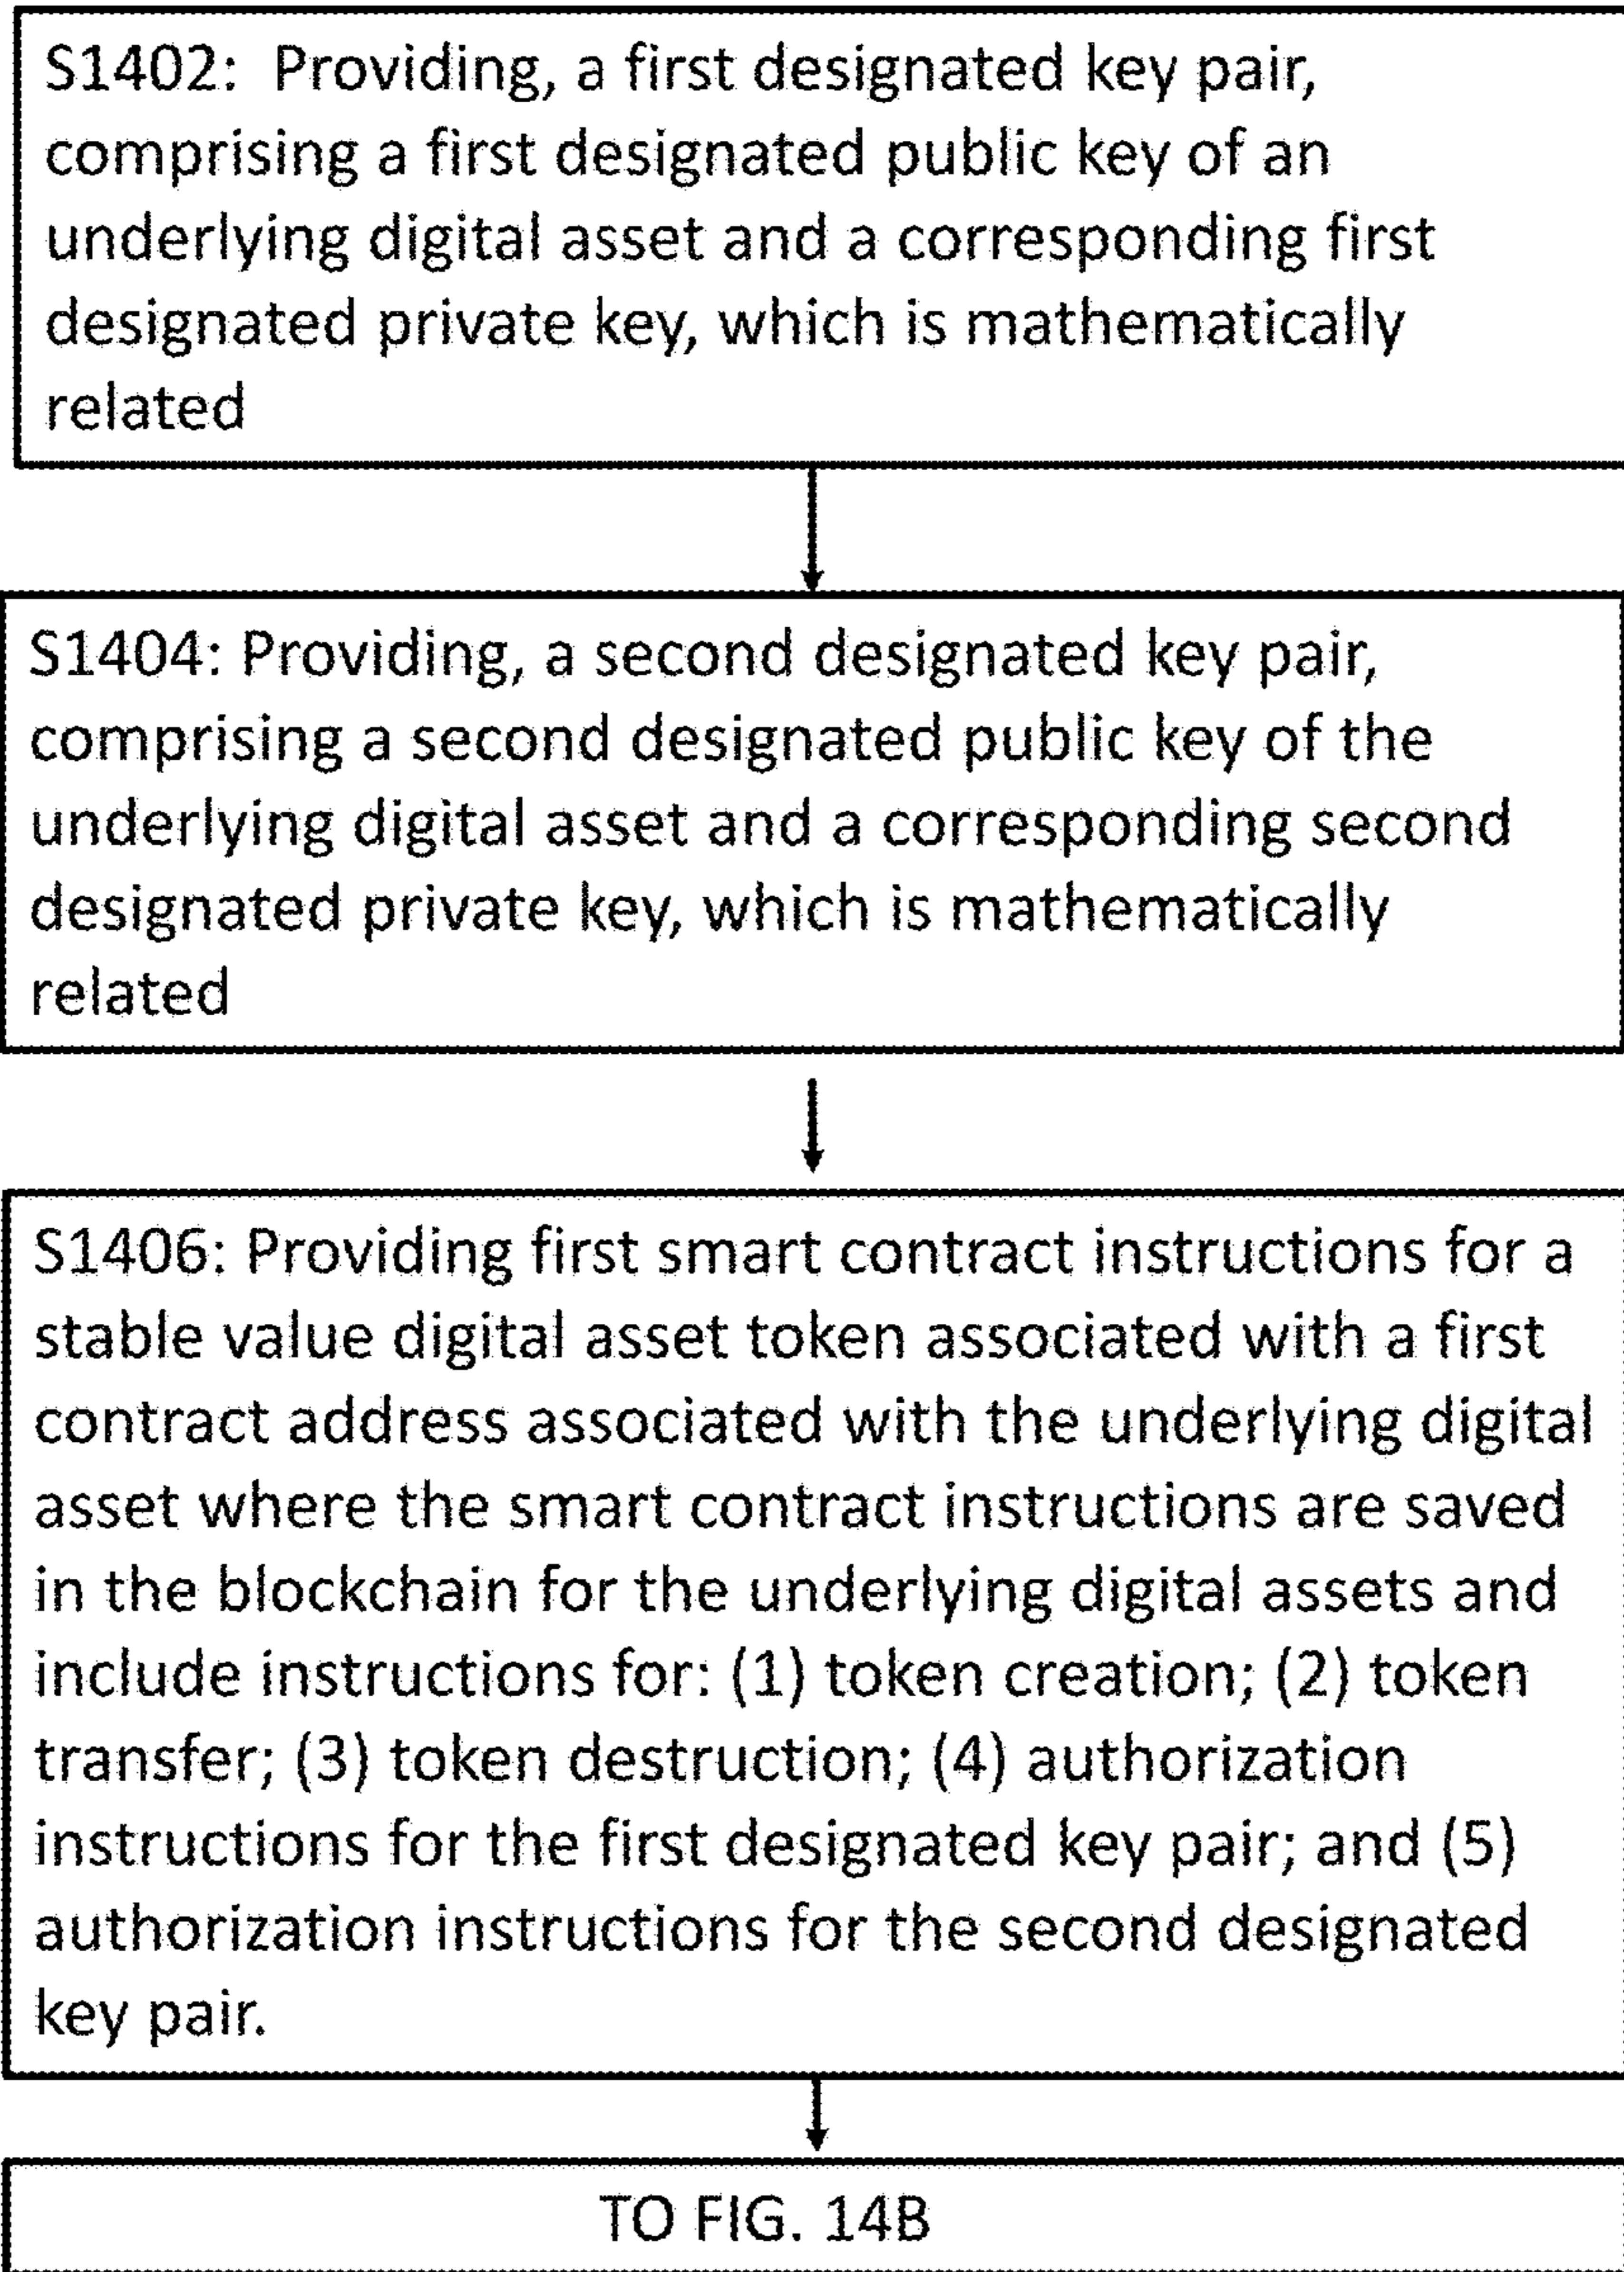 S1402:  Providing, a first designated key pair,
comprising a first designated public key of an
underlying digital asset and a corresponding first
designated private key, which is mathematically
related
S1404: Providing, a second designated key pair,
comprising a second designated public key of the
underlying digital asset and a corresponding second
designated private key, which is mathematically
related
S1406: Providing first smart contract instructions for a
stable value digital asset token associated with a first
contract address associated with the underlying digital
asset where the smart contract instructions are saved
in the blockchain for the underlying digital assets and
include instructions for: (1) token creation; (2) token
transfer; (3) token destruction; (4) authorization
instructions for the first designated key pair; and (5)
authorization instructions for the second designated
key pair.
TO FIG. 14B